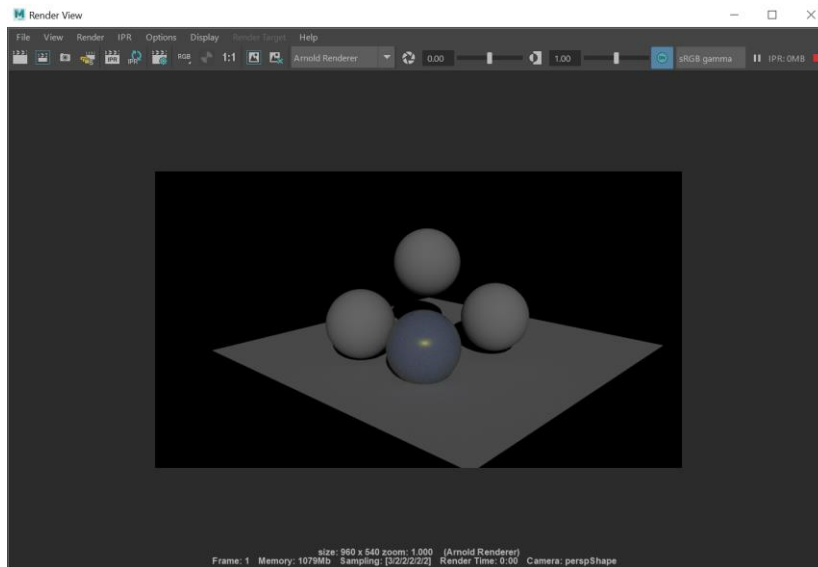 Render View
File View Render IPR Options Display Render Target Help
IPR RGB 1:1 Arnold Renderer 0.00 1.00 ON sRGB gamma IPR: 0MB
size: 960 x 540 zoom: 1.000 (Arnold Renderer)
Frame: 1 Memory: 1079Mb Sampling: [3/2/2/2/2/2] Render Time: 0:00 Camera: perspShape